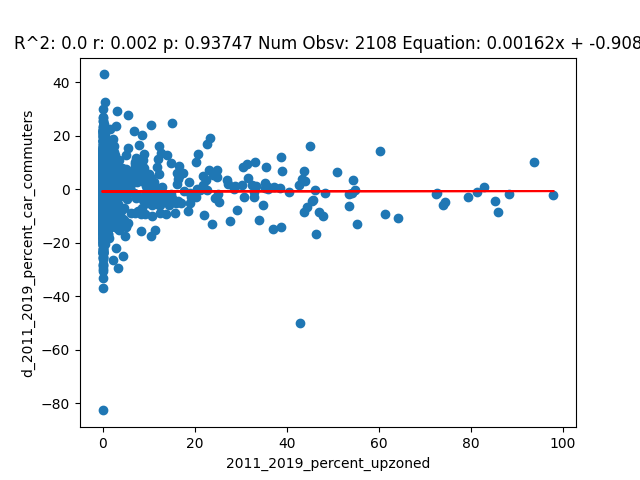 R^2: 0.0 r: 0.002 p: 0.93747 Num Obsv: 2108 Equation: 0.00162x + -0.908
40
20
0
−20
−40
−60
−80
d_2011_2019_percent_car_commuters
0 20 40 60 80 100
2011_2019_percent_upzoned